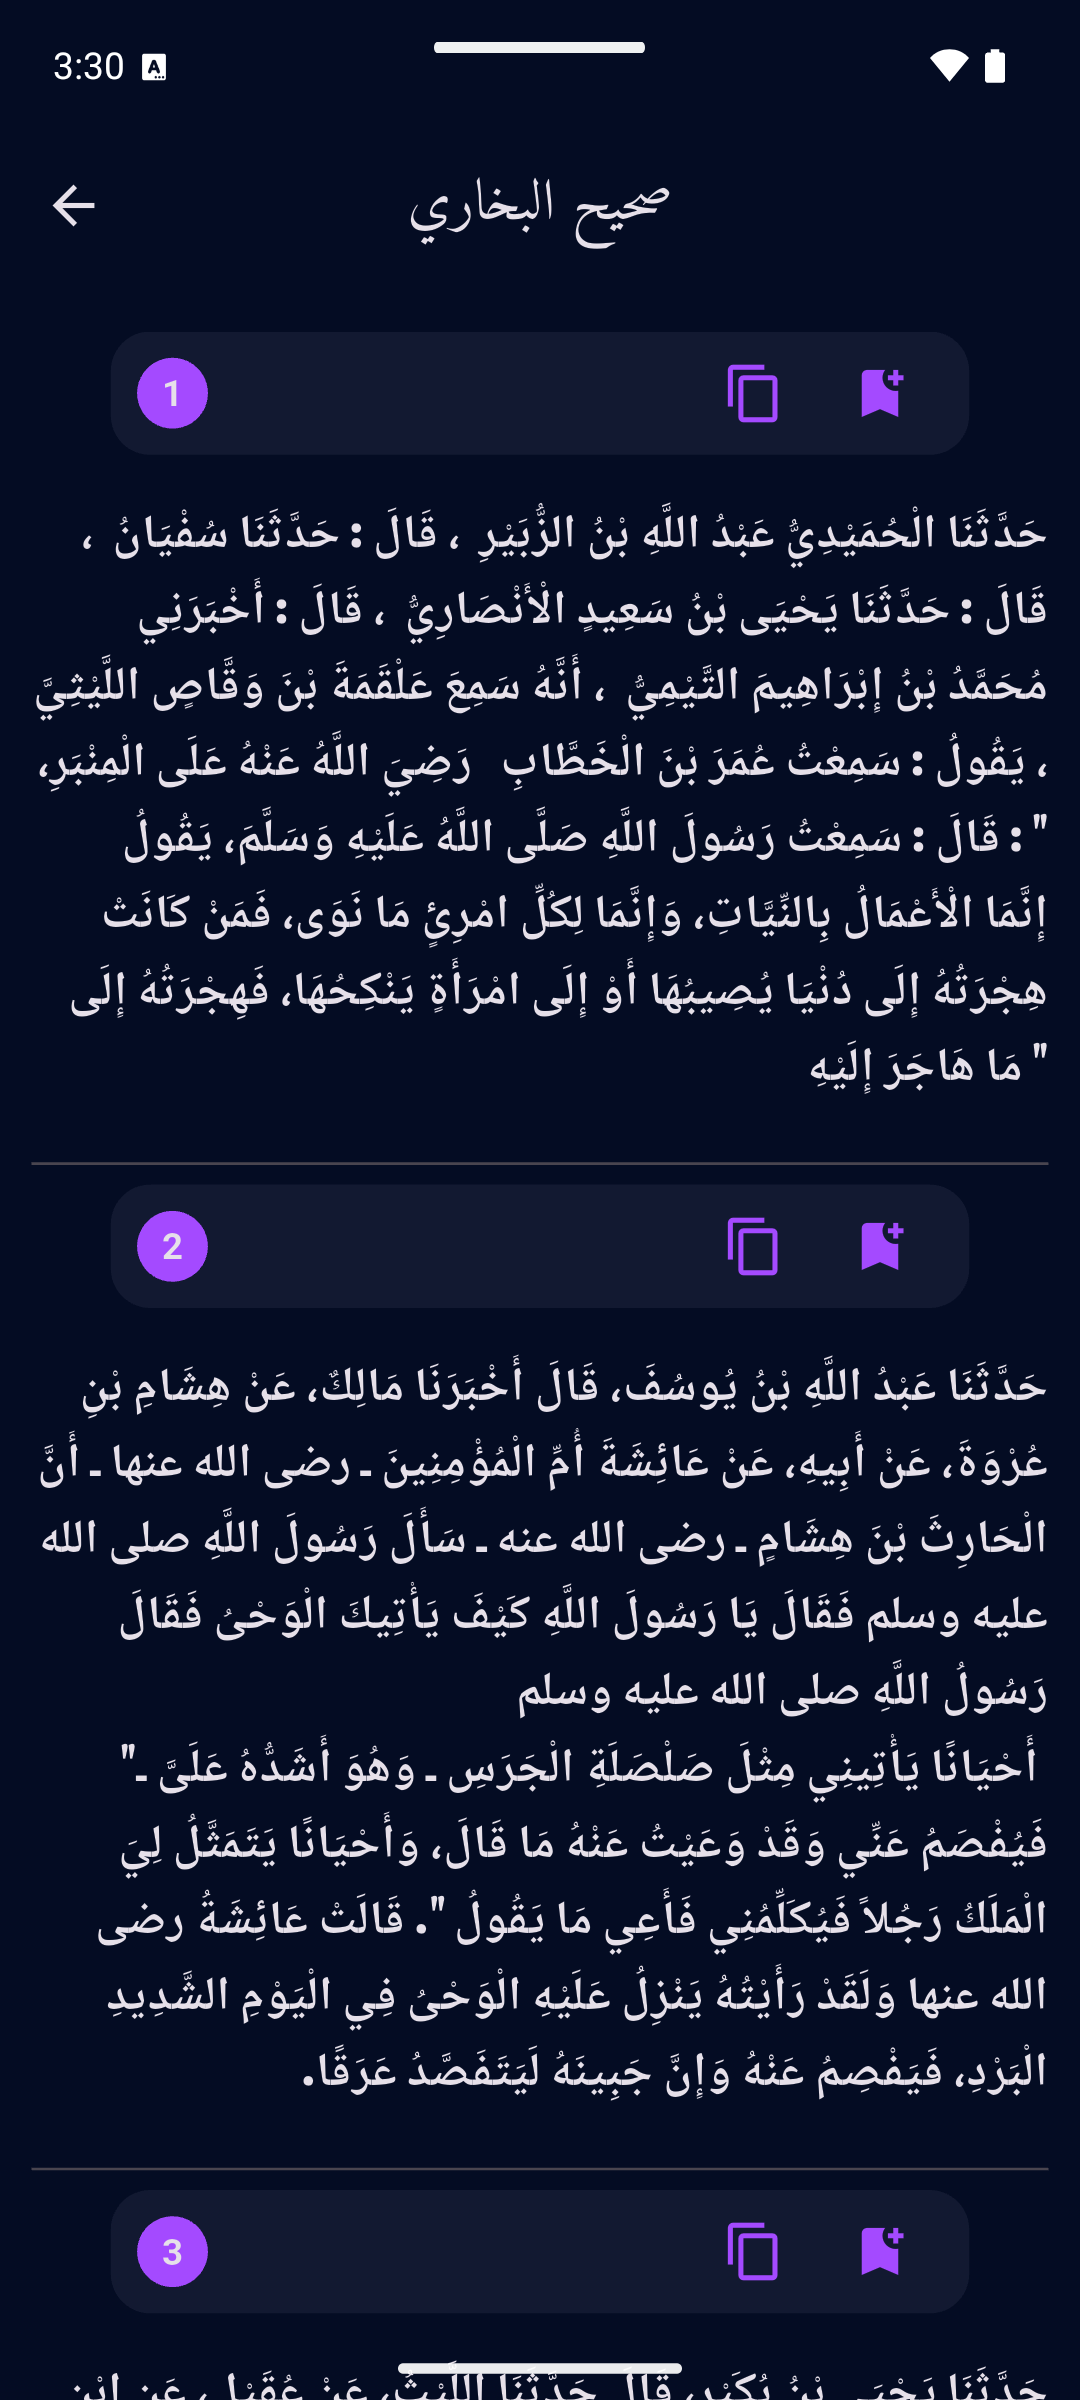 3:30
صحيح البخاري
1
حَدَّثَنَا الْحُمَيْدِيُّ عَبْدُ اللَّهِ بْنُ الزُّبَيْرِ ، قَالَ : حَدَّثَنَا سُفْيَانُ ،
قَالَ : حَدَّثَنَا يَحْيَى بْنُ سَعِيدٍ الْأَنْصَارِيُّ ، قَالَ : أَخْبَرَنِي
مُحَمَّدُ بْنُ إِبْرَاهِيمَ التَّيْمِيُّ ، أَنَّهُ سَمِعَ عَلْقَمَةَ بْنَ وَقَّاصٍ اللَّيْثِيَّ
، يَقُولُ : سَمِعْتُ عُمَرَ بْنَ الْخَطَّابِ رَضِيَ اللَّهُ عَنْهُ عَلَى الْمِنْبَرِ،
" : قَالَ : سَمِعْتُ رَسُولَ اللَّهِ صَلَّى اللَّهُ عَلَيْهِ وَسَلَّمَ، يَقُولُ
إِنَّمَا الْأَعْمَالُ بِالنِّيَّاتِ، وَإِنَّمَا لِكُلِّ امْرِئٍ مَا نَوَى، فَمَنْ كَانَتْ
هِجْرَتُهُ إِلَى دُنْيَا يُصِيبُهَا أَوْ إِلَى امْرَأَةٍ يَنْكِحُهَا، فَهِجْرَتُهُ إِلَى
" مَا هَاجَرَ إِلَيْهِ
2
حَدَّثَنَا عَبْدُ اللَّهِ بْنُ يُوسُفَ، قَالَ أَخْبَرَنَا مَالِكٌ، عَنْ هِشَامِ بْنِ
عُرْوَةَ، عَنْ أَبِيهِ، عَنْ عَائِشَةَ أُمِّ الْمُؤْمِنِينَ ـ رضى الله عنها ـ أَنَّ
الْحَارِثَ بْنَ هِشَامٍ ـ رضى الله عنه ـ سَأَلَ رَسُولَ اللَّهِ صلى الله
عليه وسلم فَقَالَ يَا رَسُولَ اللَّهِ كَيْفَ يَأْتِيكَ الْوَحْىُ فَقَالَ
رَسُولُ اللَّهِ صلى الله عليه وسلم
أَحْيَانًا يَأْتِينِي مِثْلَ صَلْصَلَةِ الْجَرَسِ ـ وَهُوَ أَشَدُّهُ عَلَىَّ ـ"
فَيُفْصَمُ عَنِّي وَقَدْ وَعَيْتُ عَنْهُ مَا قَالَ، وَأَحْيَانًا يَتَمَثَّلُ لِيَ
الْمَلَكُ رَجُلاً فَيُكَلِّمُنِي فَأَعِي مَا يَقُولُ ". قَالَتْ عَائِشَةُ رضى
الله عنها وَلَقَدْ رَأَيْتُهُ يَنْزِلُ عَلَيْهِ الْوَحْىُ فِي الْيَوْمِ الشَّدِيدِ
الْبَرْدِ، فَيَفْصِمُ عَنْهُ وَإِنَّ جَبِينَهُ لَيَتَفَصَّدُ عَرَقًا.
3
حَدَّثَنَا يَحْيَى بْنُ بُكَيْرٍ، قَالَ حَدَّثَنَا اللَّيْثُ، عَنْ عُقَيْلٍ، عَنِ ابْنِ